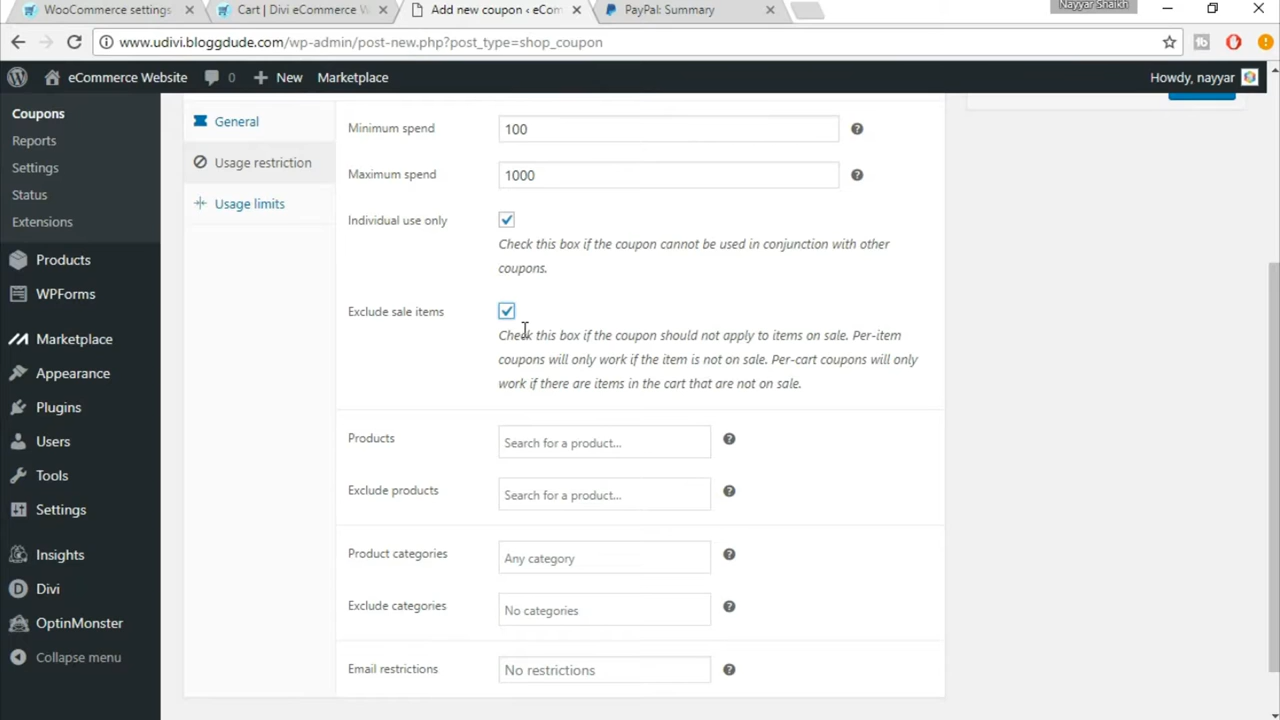 Nayyar Shaikh
WooCommerce settings
Cart | Divi eCommerce W
Add new coupon ‹ eCom
PayPal: Summary
www.udivi.bloggdude.com/wp-admin/post-new.php?post_type=shop_coupon
eCommerce Website 0 New Marketplace Howdy, nayyar
Coupons
Reports
Settings
Status
Extensions
Products
WPForms
Marketplace
Appearance
Plugins
Users
Tools
Settings
Insights
Divi
OptinMonster
Collapse menu
General
Usage restriction
Usage limits
Minimum spend 100
Maximum spend 1000
Individual use only
Check this box if the coupon cannot be used in conjunction with other
coupons.
Exclude sale items
Check this box if the coupon should not apply to items on sale. Per-item
coupons will only work if the item is not on sale. Per-cart coupons will only
work if there are items in the cart that are not on sale.
Products Search for a product...
Exclude products Search for a product...
Product categories Any category
Exclude categories No categories
Email restrictions No restrictions